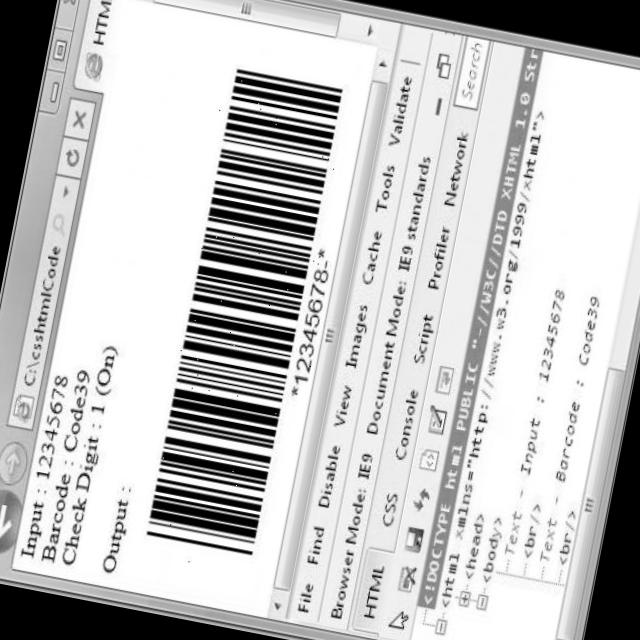 HTM
C:\csshtmlCode
Input : 12345678
Barcode : Code39
Check Digit : 1 (On)
Output :
*12345678-*
File Find Disable View Images Cache Tools Validate
Browser Mode: IE9 Document Mode: IE9 standards
HTML CSS Console Script Profiler Network Search
<!DOCTYPE html PUBLIC "-//W3C//DTD XHTML 1.0 Str
<html xmlns="http://www.w3.org/1999/xhtml">
<head>
<body>
Text - Input : 12345678
<br/>
Text - Barcode : Code39
<br/>